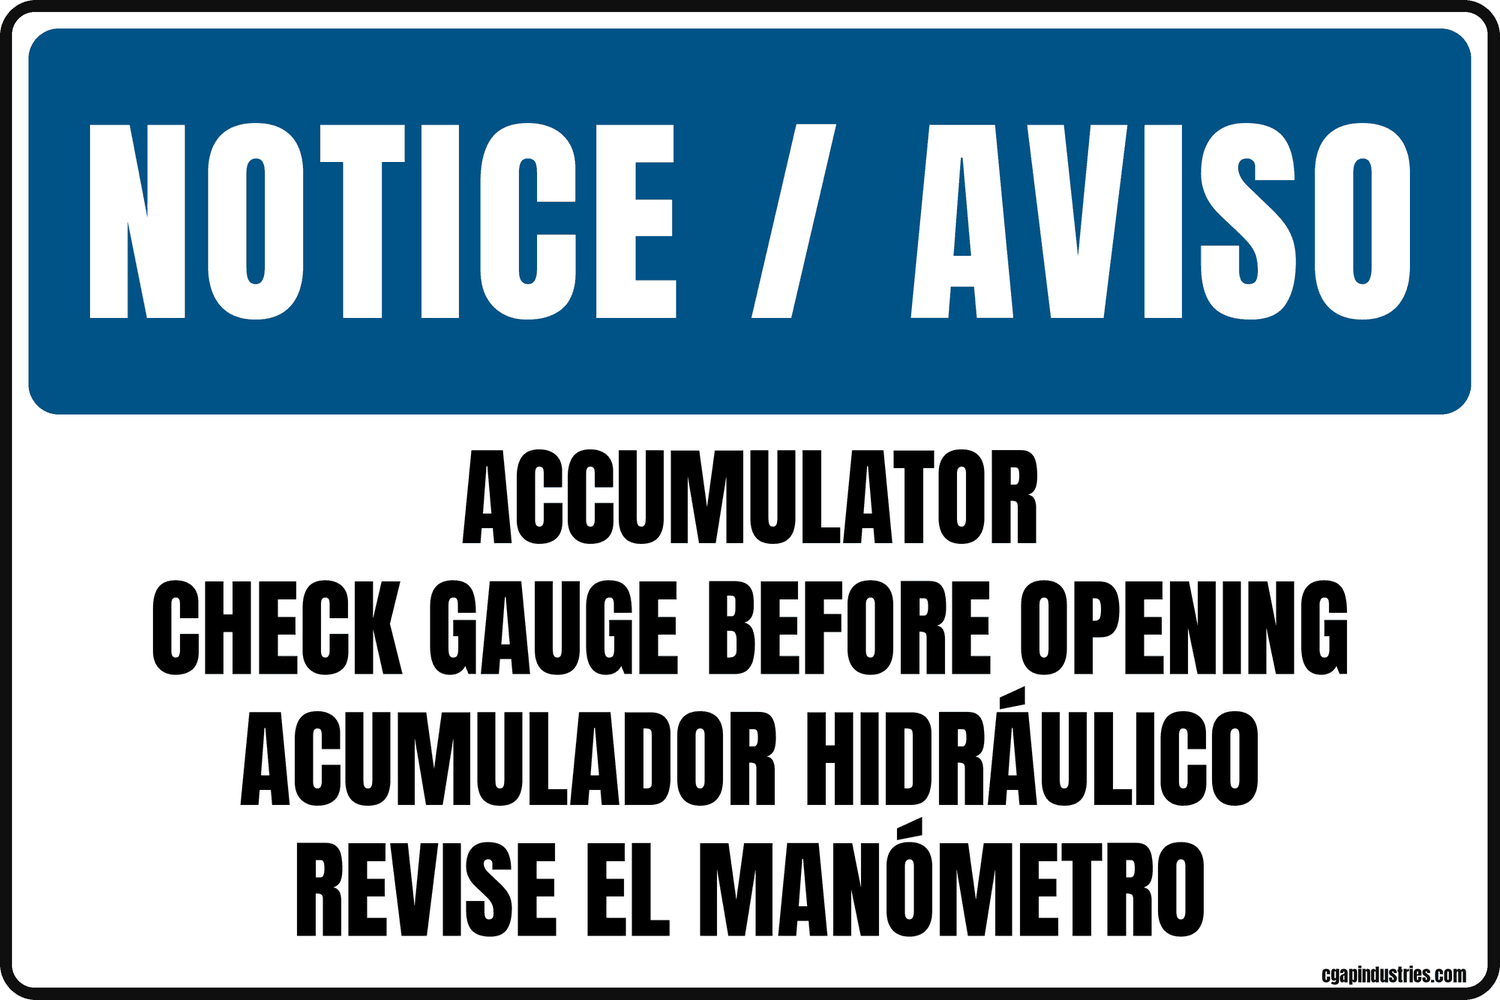 NOTICE / AVISO
ACCUMULATOR
CHECK GAUGE BEFORE OPENING
ACUMULADOR HIDRÁULICO
REVISE EL MANÓMETRO
cgapindustries.com